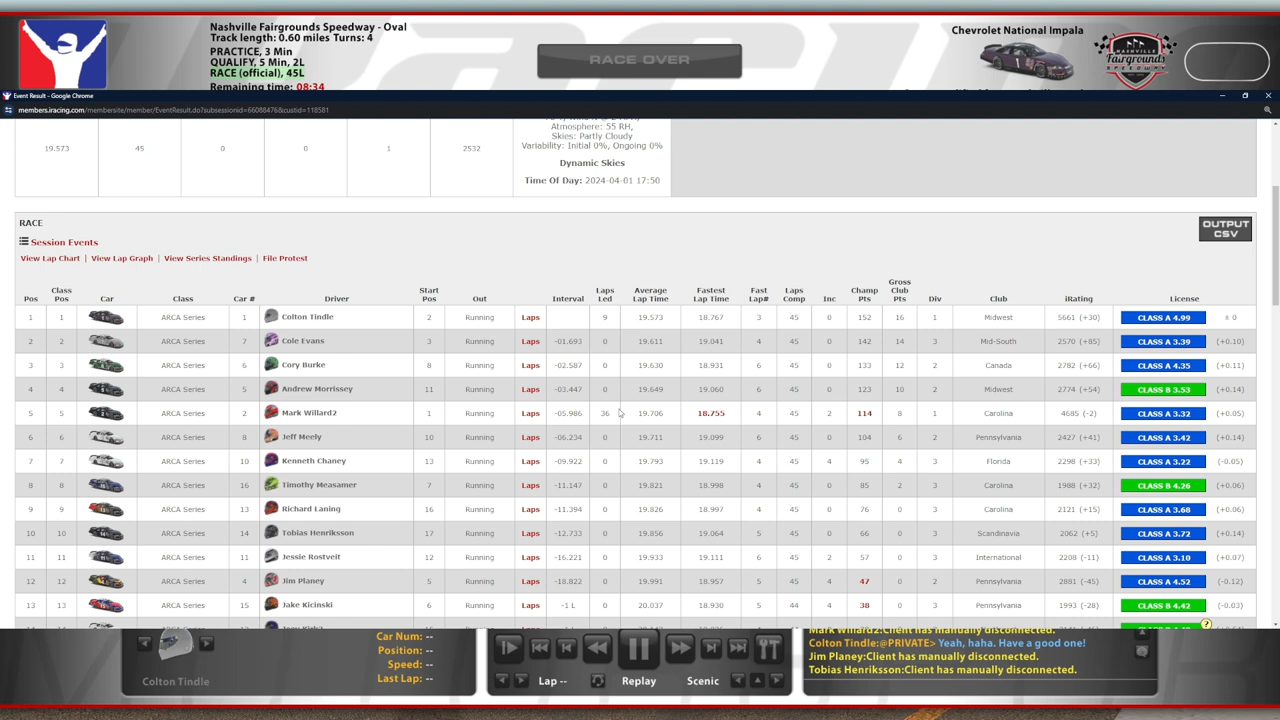 Nashville Fairgrounds Speedway - Oval
Track length: 0.60 miles Turns: 4
PRACTICE, 3 Min
QUALIFY, 5 Min, 2L
RACE (official), 45L
Remaining time: 08:34
RACE OVER
Chevrolet National Impala
Event Result - Google Chrome
members.iracing.com/membersite/member/EventResult.do?subsessionid=66088476&custid=118581
19.573 45 0 0 1 2532
Atmosphere: 55 RH,
Skies: Partly Cloudy
Variability: Initial 0%, Ongoing 0%
Dynamic Skies
Time Of Day: 2024-04-01 17:50
RACE
OUTPUT CSV
Session Events
View Lap Chart | View Lap Graph | View Series Standings | File Protest
Pos Class Pos Car Class Car # Driver Start Pos Out Interval Laps Led Average Lap Time Fastest Lap Time Fast Lap# Laps Comp Inc Champ Pts Gross Club Pts Div Club iRating License
1 1 ARCA Series 1 Colton Tindle 2 Running Laps 9 19.573 18.767 3 45 0 152 16 1 Midwest 5661 (+30) CLASS A 4.99 ± 0
2 2 ARCA Series 7 Cole Evans 3 Running Laps -01.693 0 19.611 19.041 4 45 0 142 14 3 Mid-South 2570 (+85) CLASS A 3.39 (+0.10)
3 3 ARCA Series 6 Cory Burke 8 Running Laps -02.587 0 19.630 18.931 6 45 0 133 12 2 Canada 2782 (+66) CLASS A 4.35 (+0.11)
4 4 ARCA Series 5 Andrew Morrissey 11 Running Laps -03.447 0 19.649 19.060 6 45 0 123 10 2 Midwest 2774 (+54) CLASS B 3.53 (+0.14)
5 5 ARCA Series 2 Mark Willard2 1 Running Laps -05.986 36 19.706 18.755 4 45 2 114 8 1 Carolina 4685 (-2) CLASS A 3.32 (+0.05)
6 6 ARCA Series 8 Jeff Meely 10 Running Laps -06.234 0 19.711 19.099 6 45 0 104 6 2 Pennsylvania 2427 (+41) CLASS A 3.42 (+0.14)
7 7 ARCA Series 10 Kenneth Chaney 13 Running Laps -09.922 0 19.793 19.119 4 45 4 95 4 3 Florida 2298 (+33) CLASS A 3.22 (-0.05)
8 8 ARCA Series 16 Timothy Measamer 7 Running Laps -11.147 0 19.821 18.998 4 45 0 85 2 3 Carolina 1988 (+32) CLASS B 4.26 (+0.06)
9 9 ARCA Series 13 Richard Laning 16 Running Laps -11.394 0 19.826 18.997 4 45 0 76 0 3 Carolina 2121 (+15) CLASS A 3.68 (+0.06)
10 10 ARCA Series 14 Tobias Henriksson 17 Running Laps -12.733 0 19.856 19.064 5 45 0 66 0 3 Scandinavia 2062 (+5) CLASS A 3.72 (+0.14)
11 11 ARCA Series 11 Jessie Rostveit 12 Running Laps -16.221 0 19.933 19.111 6 45 2 57 0 3 International 2208 (-11) CLASS A 3.10 (+0.07)
12 12 ARCA Series 4 Jim Planey 5 Running Laps -18.822 0 19.991 18.957 5 45 4 47 0 2 Pennsylvania 2881 (-45) CLASS A 4.52 (-0.12)
13 13 ARCA Series 15 Jake Kicinski 6 Running Laps -1 L 0 20.037 18.930 5 44 4 38 0 3 Pennsylvania 1993 (-28) CLASS B 4.42 (-0.03)
Colton Tindle
Car Num: --
Position: --
Speed: --
Last Lap: --
Lap -- Replay Scenic
Mark Willard2:Client has manually disconnected.
Colton Tindle:@PRIVATE> Yeah, haha. Have a good one!
Jim Planey:Client has manually disconnected.
Tobias Henriksson:Client has manually disconnected.